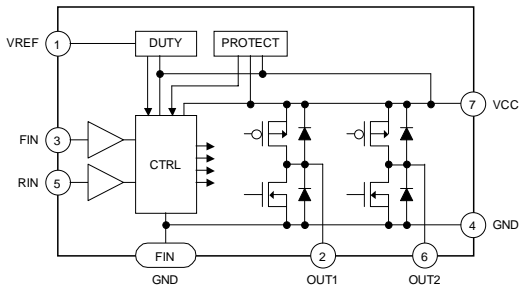 DUTY PROTECT
VREF 1
7 VCC
FIN 3
CTRL
RIN 5
4 GND
FIN 2 6
GND OUT1 OUT2